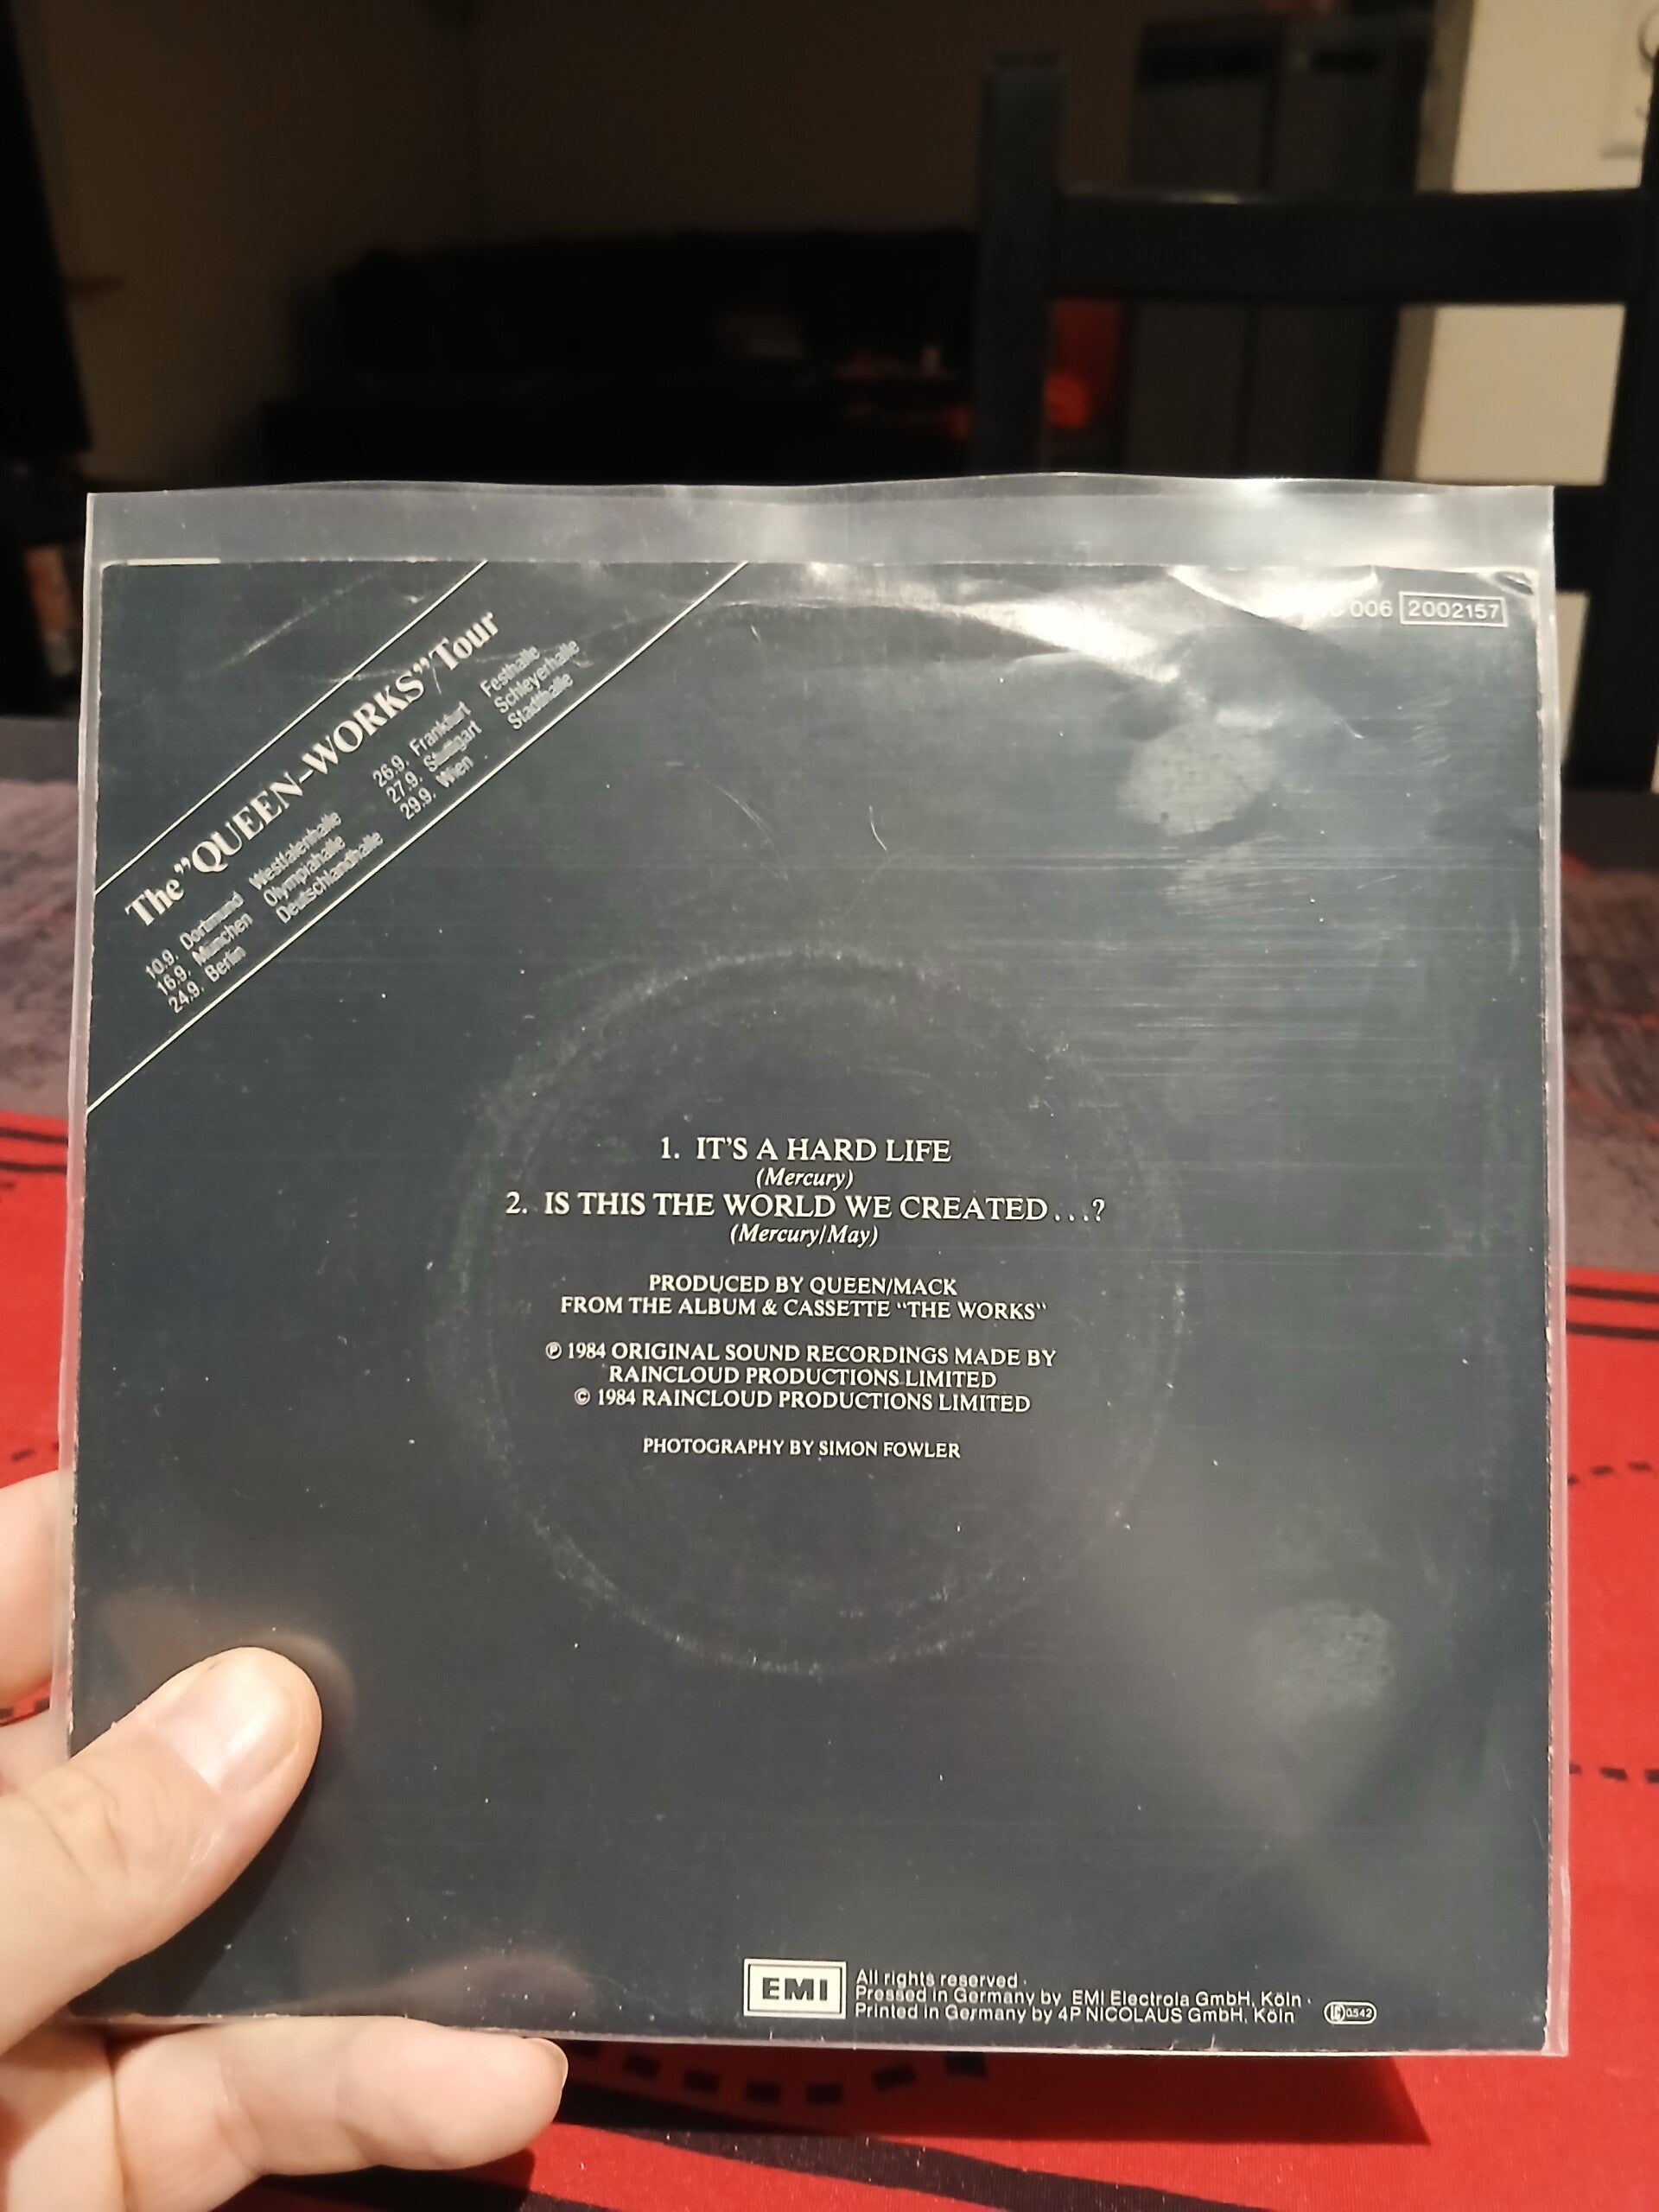 The "QUEEN-WORKS" Tour
10.9. Dortmund Westfalenhalle
16.9. München Olympiahalle
24.9. Berlin Deutschlandhalle
26.9. Frankfurt Festhalle
27.9. Stuttgart Schleyerhalle
29.9. Wien Stadthalle
006 2002157
1. IT'S A HARD LIFE
(Mercury)
2. IS THIS THE WORLD WE CREATED...?
(Mercury/May)
PRODUCED BY QUEEN/MACK
FROM THE ALBUM & CASSETTE "THE WORKS"
℗ 1984 ORIGINAL SOUND RECORDINGS MADE BY
RAINCLOUD PRODUCTIONS LIMITED
© 1984 RAINCLOUD PRODUCTIONS LIMITED
PHOTOGRAPHY BY SIMON FOWLER
EMI
All rights reserved ·
Pressed in Germany by EMI Electrola GmbH, Köln ·
Printed in Germany by 4P NICOLAUS GmbH, Köln
LC 0542